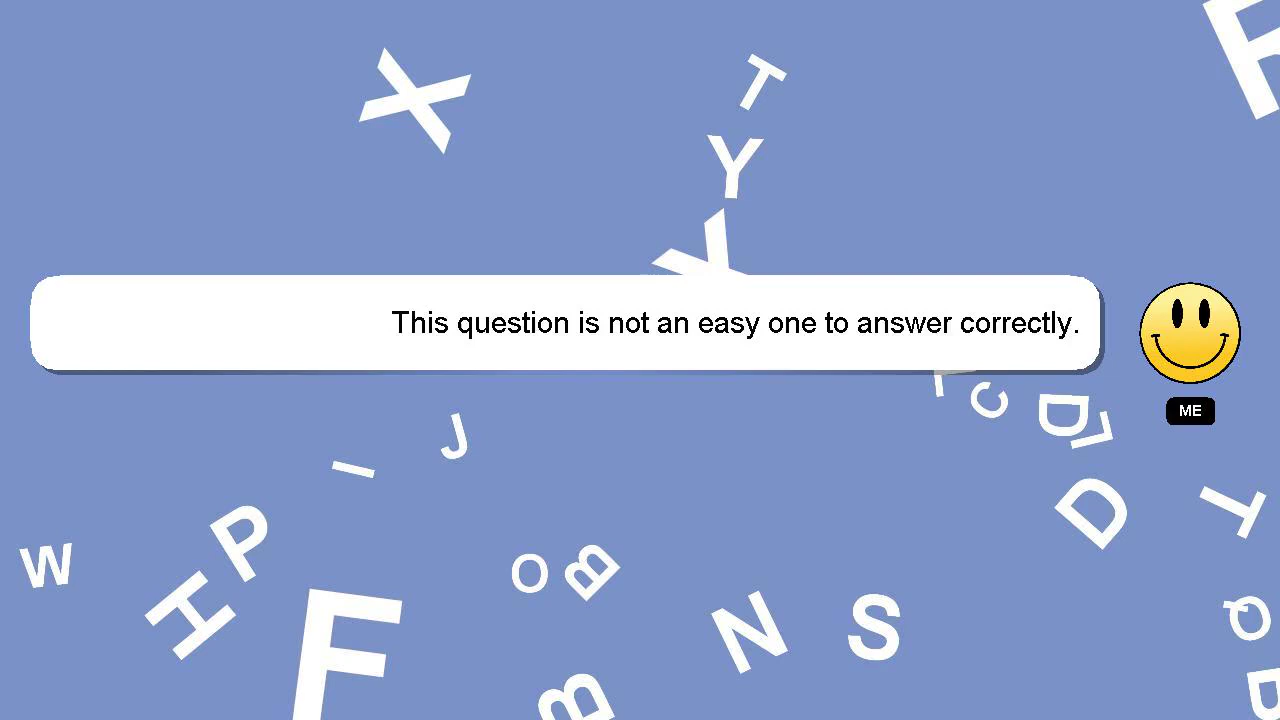 X
T
F
Y
Y
This question is not an easy one to answer correctly.
ME
C
D
L
J
I
D
T
P
W
O
B
H
F
N
S
Q
B
B